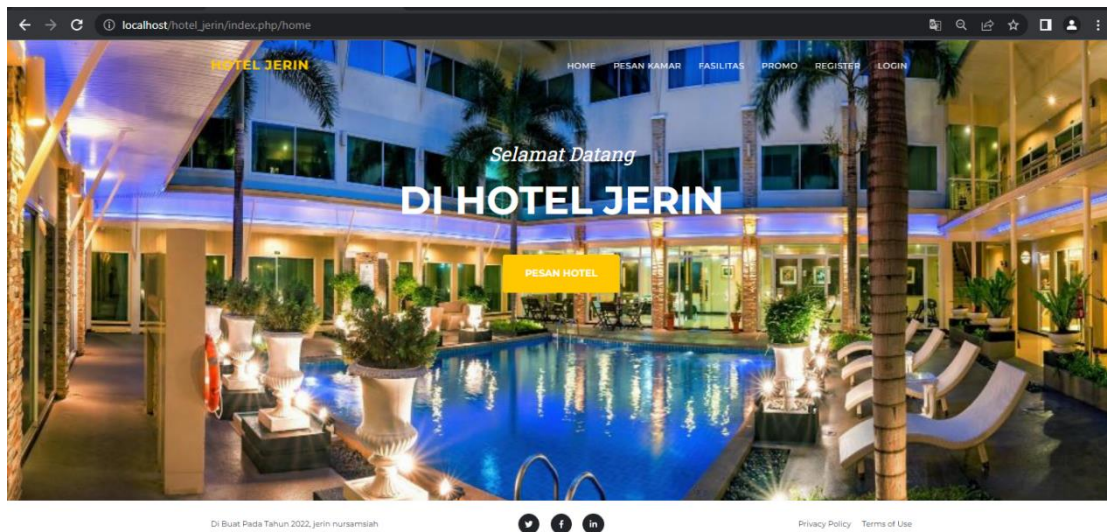 localhost/hotel_jerin/index.php/home
HOTEL JERIN
HOME PESAN KAMAR FASILITAS PROMO REGISTER LOGIN
Selamat Datang
DI HOTEL JERIN
PESAN HOTEL
Di Buat Pada Tahun 2022, jerin nursamsiah
Privacy Policy Terms of Use